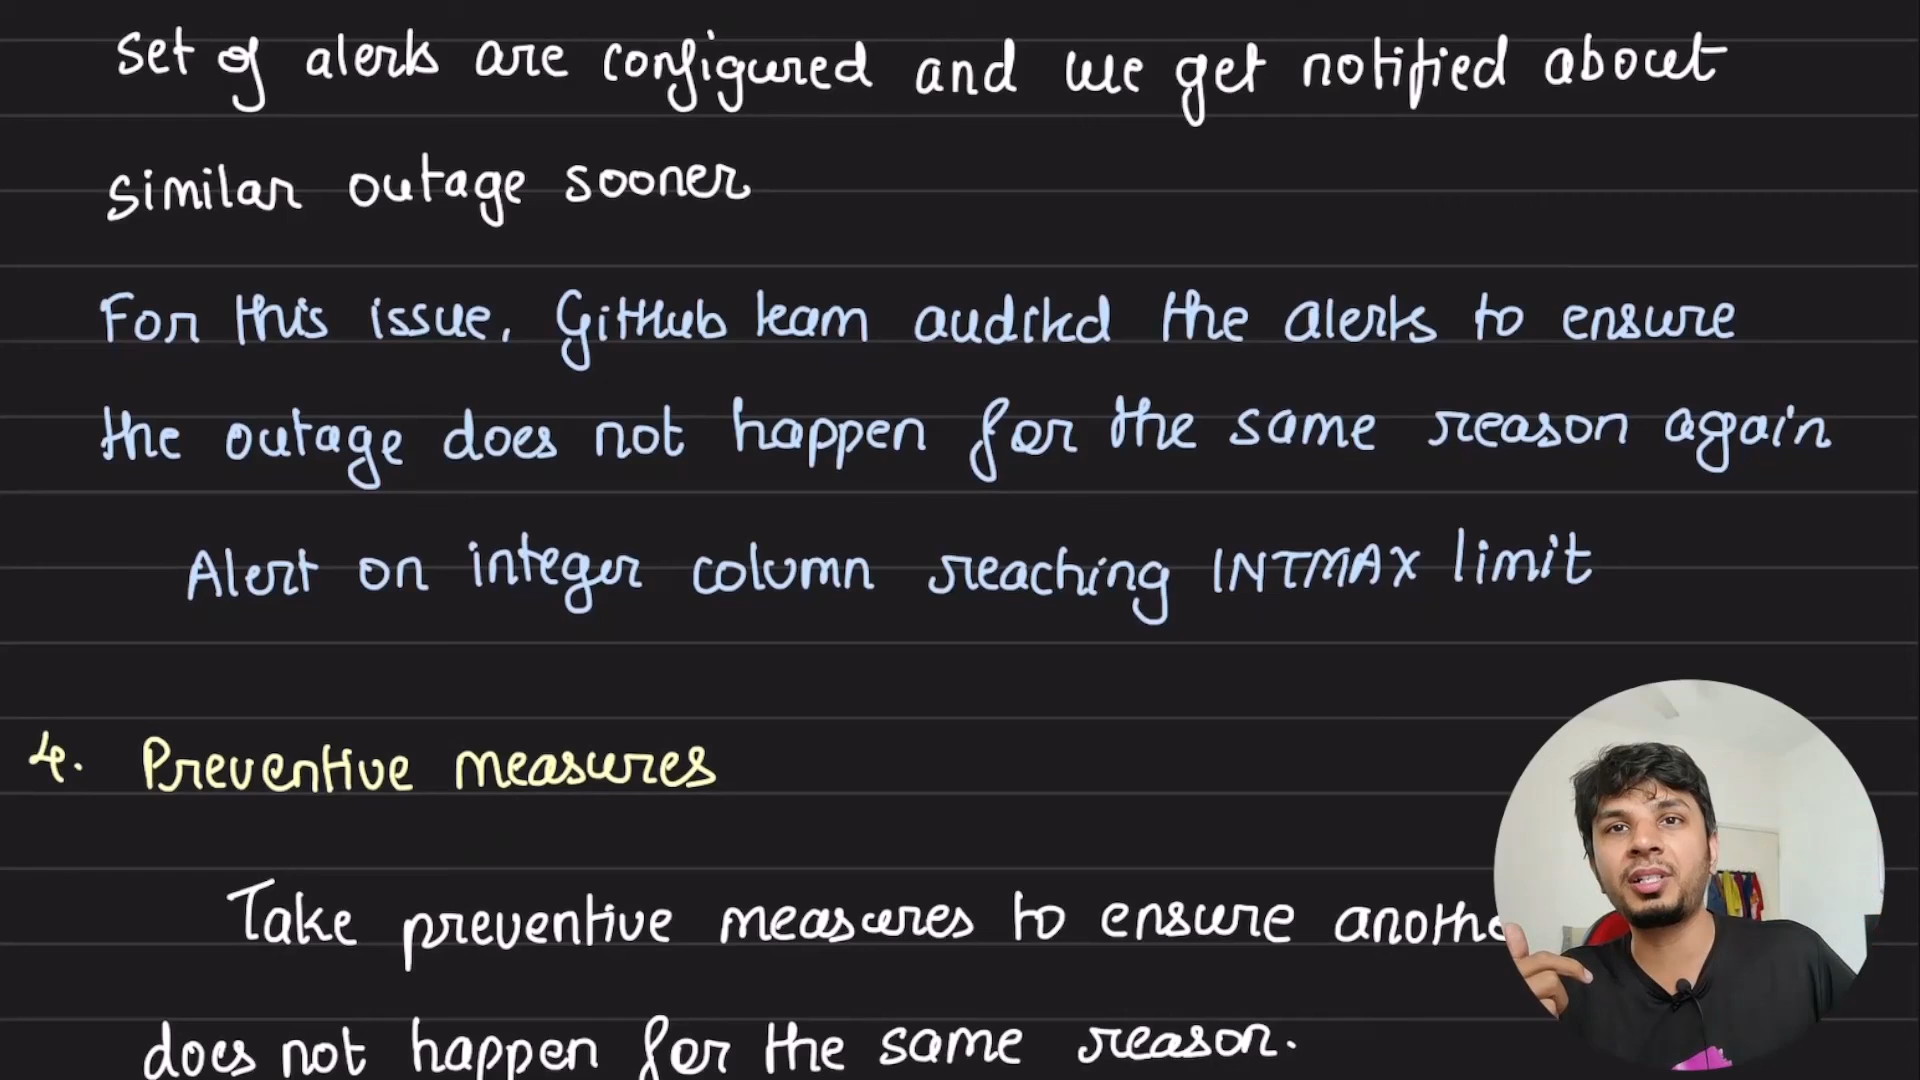 set of alerts are configured and we get notified about
similar outage sooner
For this issue, GitHub team audited the alerts to ensure
the outage does not happen for the same reason again
Alert on integer column reaching INTMAX limit
4. Preventive measures
Take preventive measures to ensure anothe
does not happen for the same reason.